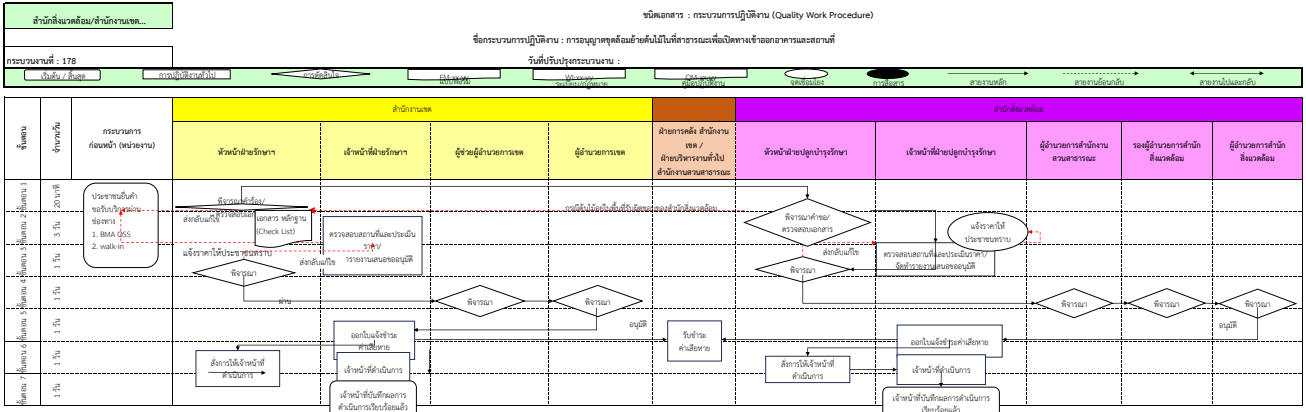 สำนักสิ่งแวดล้อม/สำนักงานเขต...
ชนิดเอกสาร : กระบวนการปฏิบัติงาน (Quality Work Procedure)
ชื่อกระบวนการปฏิบัติงาน : การอนุญาตขุดล้อมย้ายต้นไม้ในที่สาธารณะเพื่อเปิดทางเข้าออกอาคารและสถานที่
กระบวนงานที่ : 178
วันที่ปรับปรุงกระบวนงาน :
เริ่มต้น / สิ้นสุด
การปฏิบัติงานทั่วไป
การตัดสินใจ
FM-xx-yy
แบบฟอร์ม
WI-xx-yy
ระเบียบ/กฎหมาย
QM-xx-yy
คู่มือปฏิบัติงาน
จุดเชื่อมโยง
การสื่อสาร
สายงานหลัก
สายงานย้อนกลับ
สายงานไปและกลับ
ขั้นตอน
จำนวนวัน
กระบวนการ
ก่อนหน้า (หน่วยงาน)
สำนักงานเขต
สำนักสิ่งแวดล้อม
หัวหน้าฝ่ายรักษาฯ
เจ้าหน้าที่ฝ่ายรักษาฯ
ผู้ช่วยผู้อำนวยการเขต
ผู้อำนวยการเขต
ฝ่ายการคลัง สำนักงาน
เขต /
ฝ่ายบริหารงานทั่วไป
สำนักงานสวนสาธารณะ
หัวหน้าฝ่ายปลูกบำรุงรักษา
เจ้าหน้าที่ฝ่ายปลูกบำรุงรักษา
ผู้อำนวยการสำนักงาน
สวนสาธารณะ
รองผู้อำนวยการสำนัก
สิ่งแวดล้อม
ผู้อำนวยการสำนัก
สิ่งแวดล้อม
ขั้นตอน 1
20 นาที
ประชาชนยื่นคำ
ขอรับบริการผ่าน
ช่องทาง
1. BMA OSS
2. walk-in
พิจารณาคำร้อง/
ตรวจสอบเอกสาร
ส่งกลับแก้ไข
เอกสาร หลักฐาน
(Check List)
กรณีต้นไม้อยู่ในพื้นที่รับผิดชอบของสำนักสิ่งแวดล้อม
พิจารณาคำขอ/
ตรวจสอบเอกสาร
แจ้งราคาให้
ประชาชนทราบ
ขั้นตอน 2
3 วัน
ตรวจสอบสถานที่และประเมิน
ราคา/
ส่งกลับแก้ไข
ขั้นตอน 3
1 วัน
แจ้งราคาให้ประชาชนทราบ
ส่งกลับแก้ไข
ตรวจสอบสถานที่และประเมินราคา/
จัดทำรายงานเสนอขออนุมัติ
พิจารณา
พิจารณา
ขั้นตอน 4
1 วัน
ผ่าน
พิจารณา
พิจารณา
พิจารณา
พิจารณา
พิจารณา
ขั้นตอน 5
1 วัน
อนุมัติ
อนุมัติ
ออกใบแจ้งชำระ
ค่าเสียหาย
รับชำระ
ค่าเสียหาย
ออกใบแจ้งชำระค่าเสียหาย
ขั้นตอน 6
1 วัน
สั่งการให้เจ้าหน้าที่
ดำเนินการ
เจ้าหน้าที่ดำเนินการ
สั่งการให้เจ้าหน้าที่
ดำเนินการ
เจ้าหน้าที่ดำเนินการ
ขั้นตอน 7
1 วัน
เจ้าหน้าที่บันทึกผลการ
ดำเนินการเรียบร้อยแล้ว
เจ้าหน้าที่บันทึกผลการดำเนินการ
เรียบร้อยแล้ว